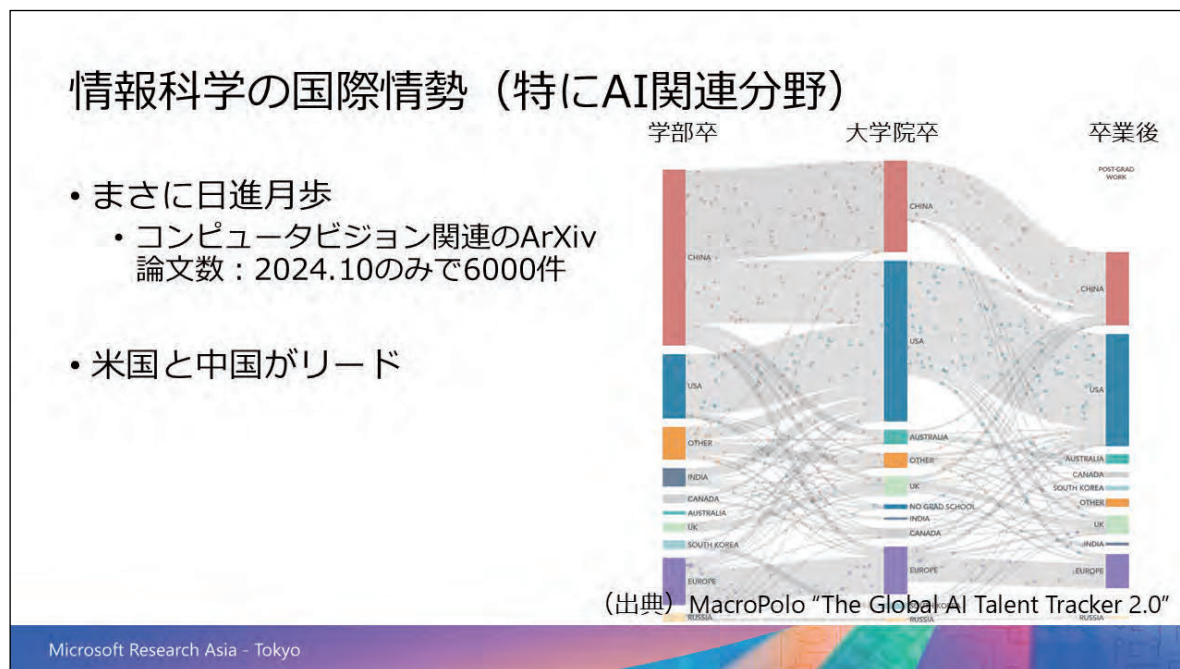 情報科学の国際情勢（特にAI関連分野）
学部卒
大学院卒
卒業後
• まさに日進月歩
• コンピュータビジョン関連のArXiv
論文数：2024.10のみで6000件
• 米国と中国がリード
CHINA
USA
OTHER
INDIA
CANADA
AUSTRALIA
UK
SOUTH KOREA
EUROPE
RUSSIA
CHINA
USA
AUSTRALIA
OTHER
UK
NO GRAD SCHOOL
INDIA
CANADA
EUROPE
SOUTH KOREA
RUSSIA
POST-GRAD
WORK
CHINA
USA
AUSTRALIA
CANADA
SOUTH KOREA
OTHER
UK
INDIA
EUROPE
RUSSIA
（出典）MacroPolo “The Global AI Talent Tracker 2.0”
Microsoft Research Asia - Tokyo